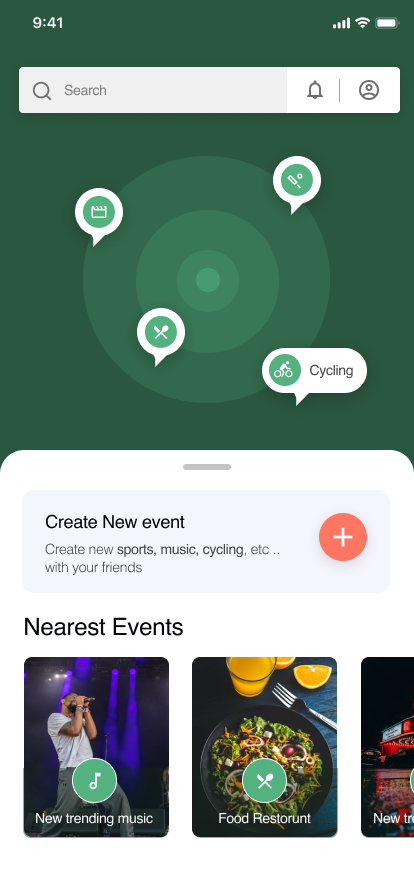 9:41
Search
Cycling
Create New event
Create new sports, music, cycling, etc ..
with your friends
Nearest Events
New trending music
Food Restorunt
New tre